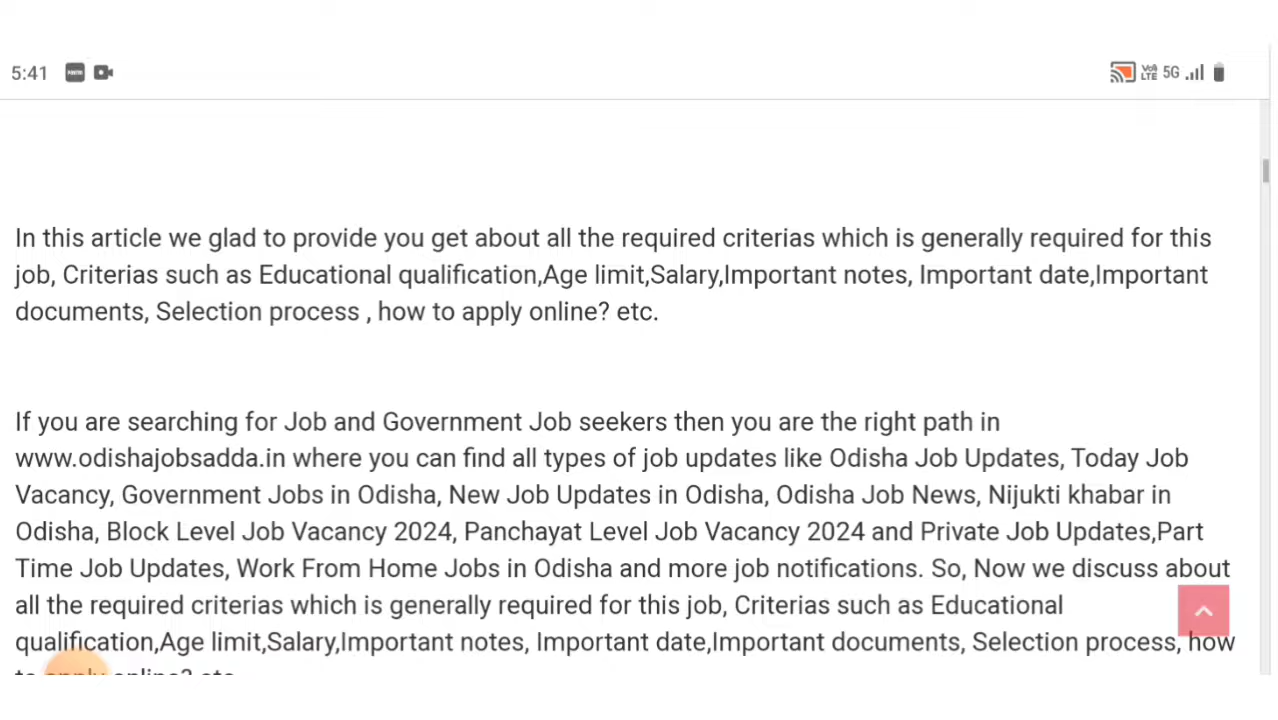 5:41
VoII LTE 5G
In this article we glad to provide you get about all the required criterias which is generally required for this
job, Criterias such as Educational qualification,Age limit,Salary,Important notes, Important date,Important
documents, Selection process , how to apply online? etc.
If you are searching for Job and Government Job seekers then you are the right path in
www.odishajobsadda.in where you can find all types of job updates like Odisha Job Updates, Today Job
Vacancy, Government Jobs in Odisha, New Job Updates in Odisha, Odisha Job News, Nijukti khabar in
Odisha, Block Level Job Vacancy 2024, Panchayat Level Job Vacancy 2024 and Private Job Updates,Part
Time Job Updates, Work From Home Jobs in Odisha and more job notifications. So, Now we discuss about
all the required criterias which is generally required for this job, Criterias such as Educational
qualification,Age limit,Salary,Important notes, Important date,Important documents, Selection process, how
to apply online? etc